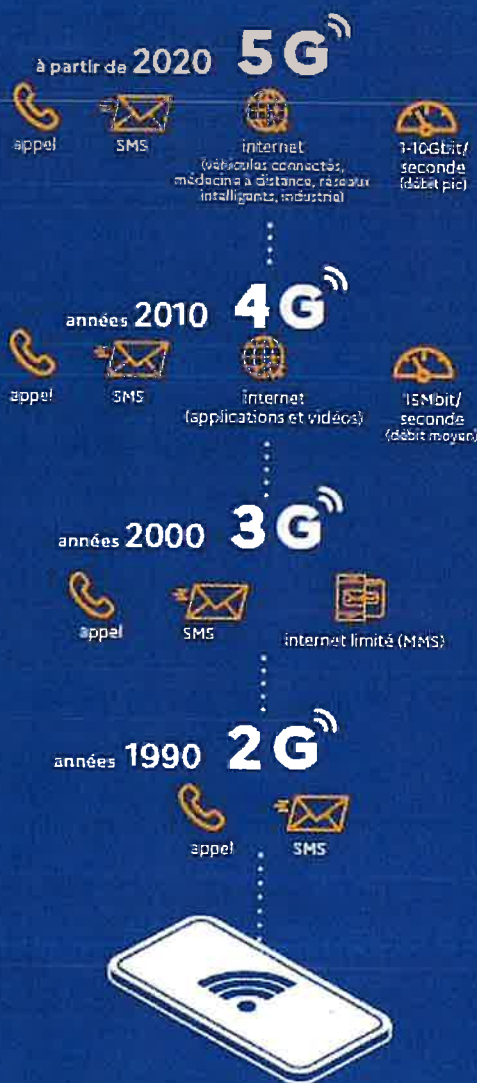 à partir de 2020 5G
appel
SMS
internet
(véhicules connectés,
médecine à distance, réseaux
intelligents, industrie)
1-10Gbit/
seconde
(débit pic)
années 2010 4G
appel
SMS
internet
(applications et vidéos)
15Mbit/
seconde
(débit moyen)
années 2000 3G
appel
SMS
internet limité (MMS)
années 1990 2G
appel
SMS